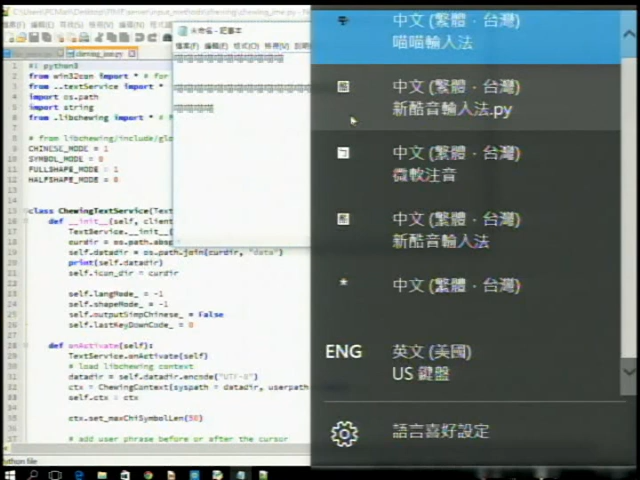 中文 (繁體，台灣)
喵喵輸入法
中文 (繁體，台灣)
新酷音輸入法.py
中文 (繁體，台灣)
微軟注音
中文 (繁體，台灣)
新酷音輸入法
中文 (繁體，台灣)
ENG
英文 (美國)
US 鍵盤
語言喜好設定
chewing_ime.py
#! python3
from win32con import * # for
from ..textService import *
import os.path
import string
from .libchewing import *
# from libchewing/include/glo
CHINESE_MODE = 1
SYMBOL_MODE = 0
FULLSHAPE_MODE = 1
HALFSHAPE_MODE = 0
class ChewingTextService(Text
def __init__(self, client
TextService.__init__(
curdir = os.path.absp
self.datadir = os.path.join(curdir, "data")
print(self.datadir)
self.icon_dir = curdir
self.langMode_ = -1
self.shapeMode_ = -1
self.outputSimpChinese_ = False
self.lastKeyDownCode_ = 0
def onActivate(self):
TextService.onActivate(self)
# load libchewing context
datadir = self.datadir.encode("UTF-8")
ctx = ChewingContext(syspath = datadir, userpath
self.ctx = ctx
ctx.set_maxChiSymbolLen(50)
# add user phrase before or after the cursor